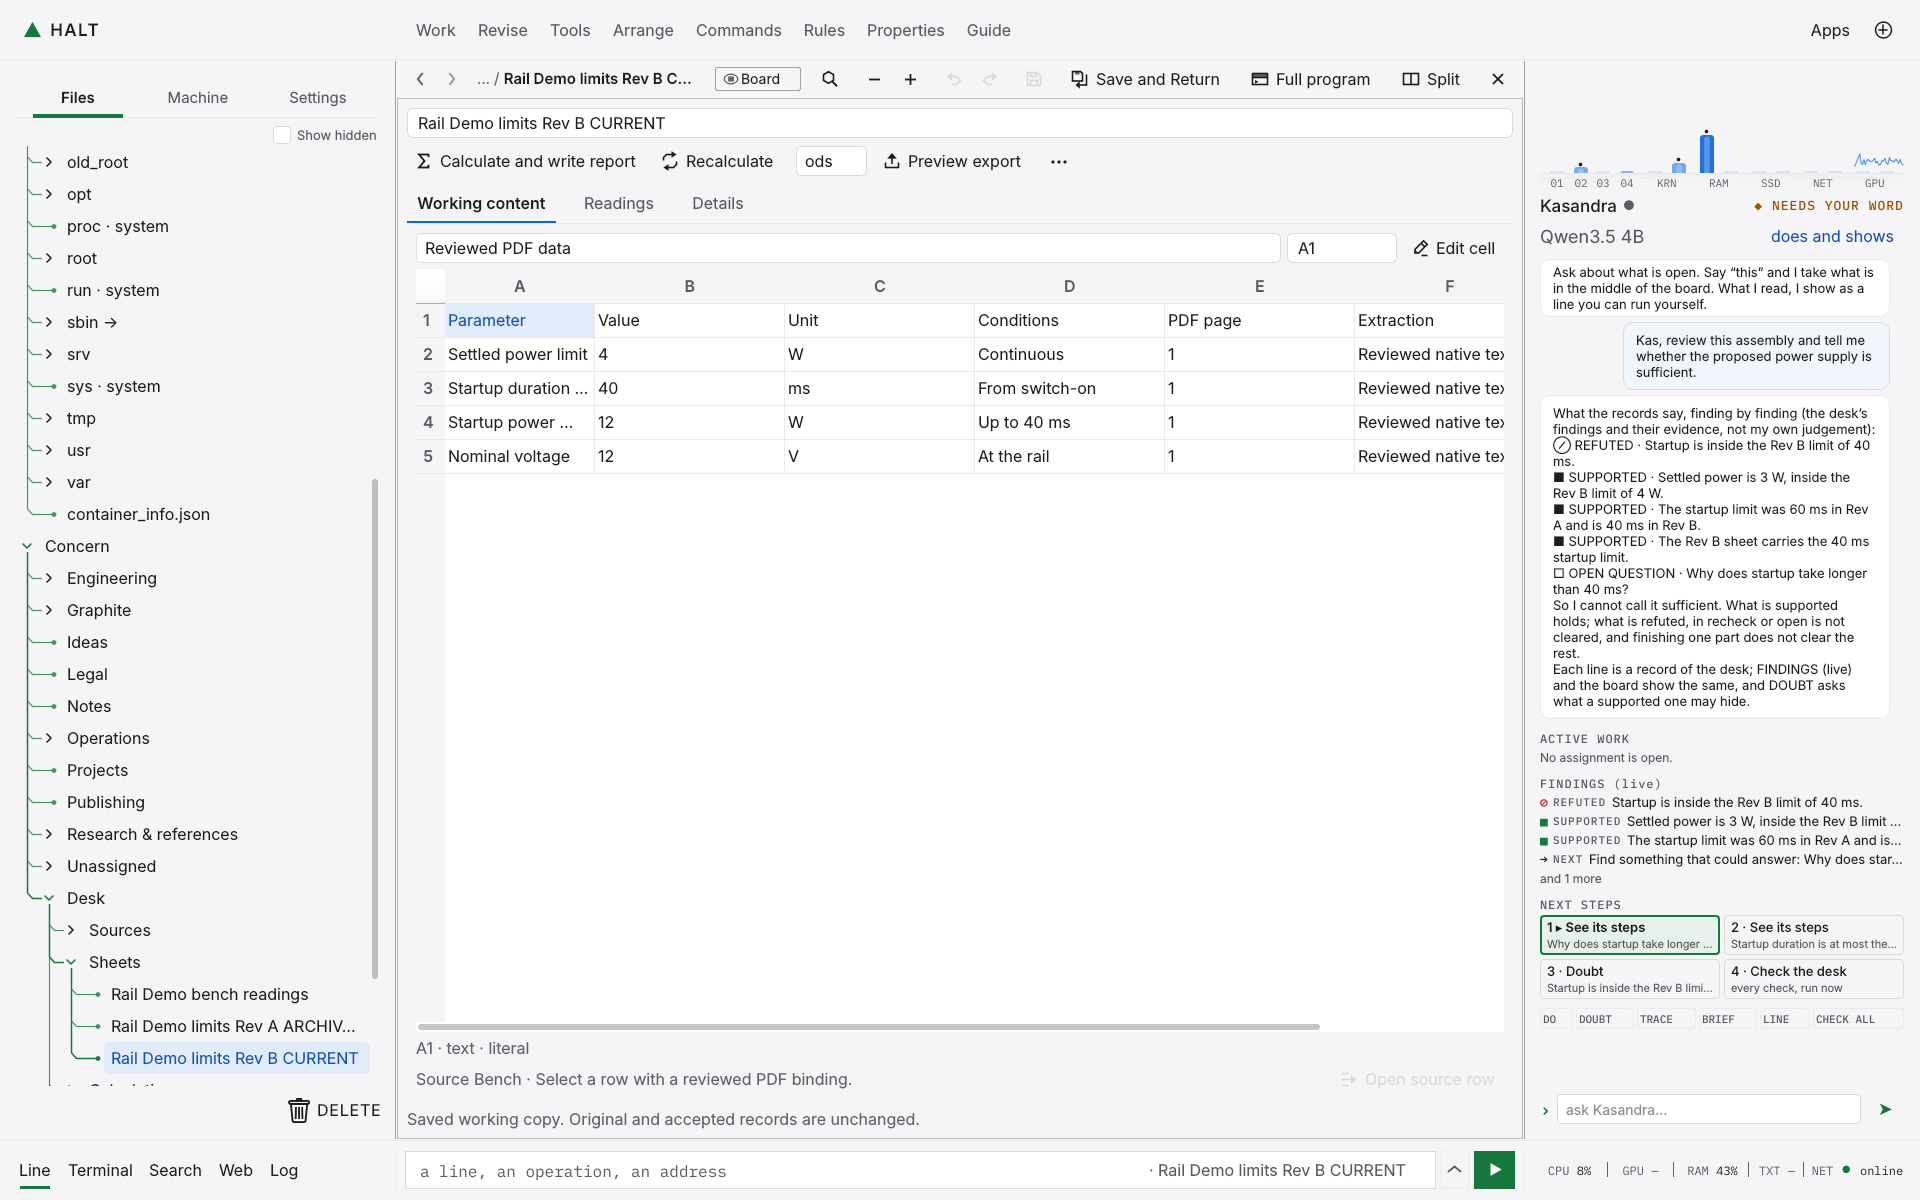 HALT
Work Revise Tools Arrange Commands Rules Properties Guide
Apps
Files Machine Settings
Show hidden
old_root
opt
proc · system
root
run · system
sbin →
srv
sys · system
tmp
usr
var
container_info.json
Concern
Engineering
Graphite
Ideas
Legal
Notes
Operations
Projects
Publishing
Research & references
Unassigned
Desk
Sources
Sheets
Rail Demo bench readings
Rail Demo limits Rev A ARCHIV...
Rail Demo limits Rev B CURRENT
DELETE
... / Rail Demo limits Rev B C... Board Save and Return Full program Split
Rail Demo limits Rev B CURRENT
Calculate and write report Recalculate ods Preview export
Working content Readings Details
Reviewed PDF data A1 Edit cell
A B C D E F
1 Parameter Value Unit Conditions PDF page Extraction
2 Settled power limit 4 W Continuous 1 Reviewed native tex
3 Startup duration ... 40 ms From switch-on 1 Reviewed native tex
4 Startup power ... 12 W Up to 40 ms 1 Reviewed native tex
5 Nominal voltage 12 V At the rail 1 Reviewed native tex
A1 · text · literal
Source Bench · Select a row with a reviewed PDF binding. Open source row
Saved working copy. Original and accepted records are unchanged.
01 02 03 04 KRN RAM SSD NET GPU
Kasandra ◆ NEEDS YOUR WORD
Qwen3.5 4B does and shows
Ask about what is open. Say “this” and I take what is
in the middle of the board. What I read, I show as a
line you can run yourself.
Kas, review this assembly and tell me
whether the proposed power supply is
sufficient.
What the records say, finding by finding (the desk’s
findings and their evidence, not my own judgement):
REFUTED · Startup is inside the Rev B limit of 40
ms.
■ SUPPORTED · Settled power is 3 W, inside the
Rev B limit of 4 W.
■ SUPPORTED · The startup limit was 60 ms in Rev
A and is 40 ms in Rev B.
■ SUPPORTED · The Rev B sheet carries the 40 ms
startup limit.
□ OPEN QUESTION · Why does startup take longer
than 40 ms?
So I cannot call it sufficient. What is supported
holds; what is refuted, in recheck or open is not
cleared, and finishing one part does not clear the
rest.
Each line is a record of the desk; FINDINGS (live)
and the board show the same, and DOUBT asks
what a supported one may hide.
ACTIVE WORK
No assignment is open.
FINDINGS (live)
REFUTED Startup is inside the Rev B limit of 40 ms.
SUPPORTED Settled power is 3 W, inside the Rev B limit ...
SUPPORTED The startup limit was 60 ms in Rev A and is...
→ NEXT Find something that could answer: Why does star...
and 1 more
NEXT STEPS
1 ▸ See its steps
Why does startup take longer ...
2 · See its steps
Startup duration is at most the...
3 · Doubt
Startup is inside the Rev B limi...
4 · Check the desk
every check, run now
DO DOUBT TRACE BRIEF LINE CHECK ALL
› ask Kasandra...
Line Terminal Search Web Log
a line, an operation, an address · Rail Demo limits Rev B CURRENT
CPU 8% GPU — RAM 43% TXT — NET online